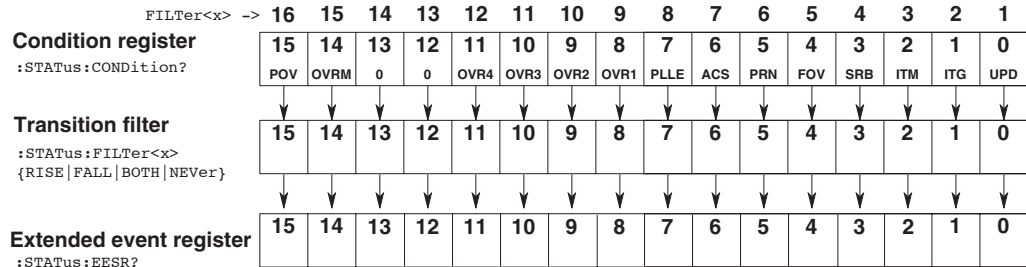 FILTer<x> -> 16 15 14 13 12 11 10 9 8 7 6 5 4 3 2 1
Condition register
:STATus:CONDition?
15 14 13 12 11 10 9 8 7 6 5 4 3 2 1 0
POV OVRM 0 0 OVR4 OVR3 OVR2 OVR1 PLLE ACS PRN FOV SRB ITM ITG UPD
Transition filter
:STATus:FILTer<x>
{RISE|FALL|BOTH|NEVer}
15 14 13 12 11 10 9 8 7 6 5 4 3 2 1 0
Extended event register
:STATus:EESR?
15 14 13 12 11 10 9 8 7 6 5 4 3 2 1 0